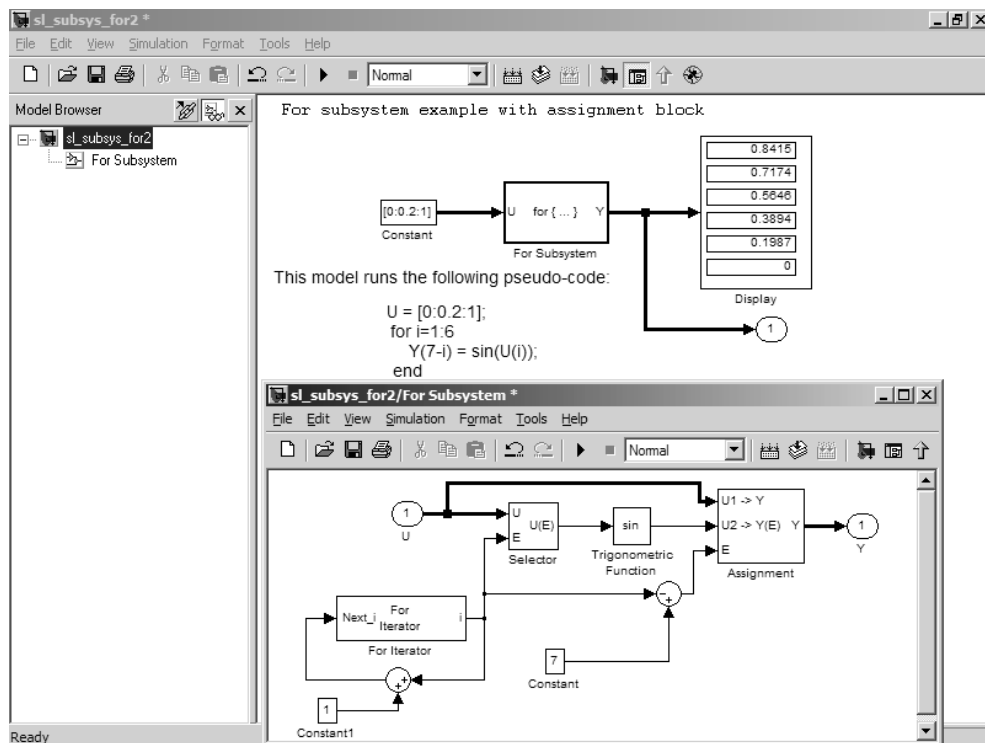 sl_subsys_for2 *
File Edit View Simulation Format Tools Help
Normal
Model Browser
sl_subsys_for2
For Subsystem
For subsystem example with assignment block
[0:0.2:1]
Constant
U for { ... } Y
For Subsystem
0.8415
0.7174
0.5646
0.3894
0.1987
0
Display
1
This model runs the following pseudo-code:
U = [0:0.2:1];
for i=1:6
Y(7-i) = sin(U(i));
end
sl_subsys_for2/For Subsystem *
File Edit View Simulation Format Tools Help
Normal
1
U
U
U(E)
E
Selector
sin
Trigonometric
Function
U1 -> Y
U2 -> Y(E) Y
E
Assignment
1
Y
Next_i For Iterator i
For Iterator
- +
7
Constant
+ +
1
Constant1
Ready